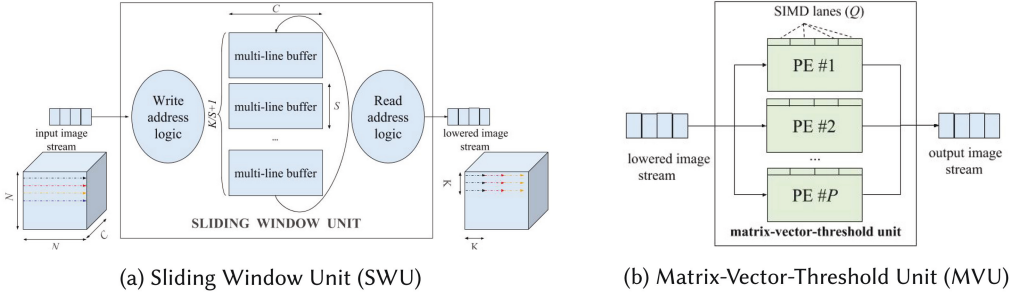 C
multi-line buffer
multi-line buffer
...
multi-line buffer
K/S+1
S
Write
address
logic
Read
address
logic
input image
stream
lowered image
stream
N
N
C
K
K
SLIDING WINDOW UNIT
(a) Sliding Window Unit (SWU)
SIMD lanes (Q)
PE #1
PE #2
...
PE #P
lowered image
stream
output image
stream
matrix-vector-threshold unit
(b) Matrix-Vector-Threshold Unit (MVU)